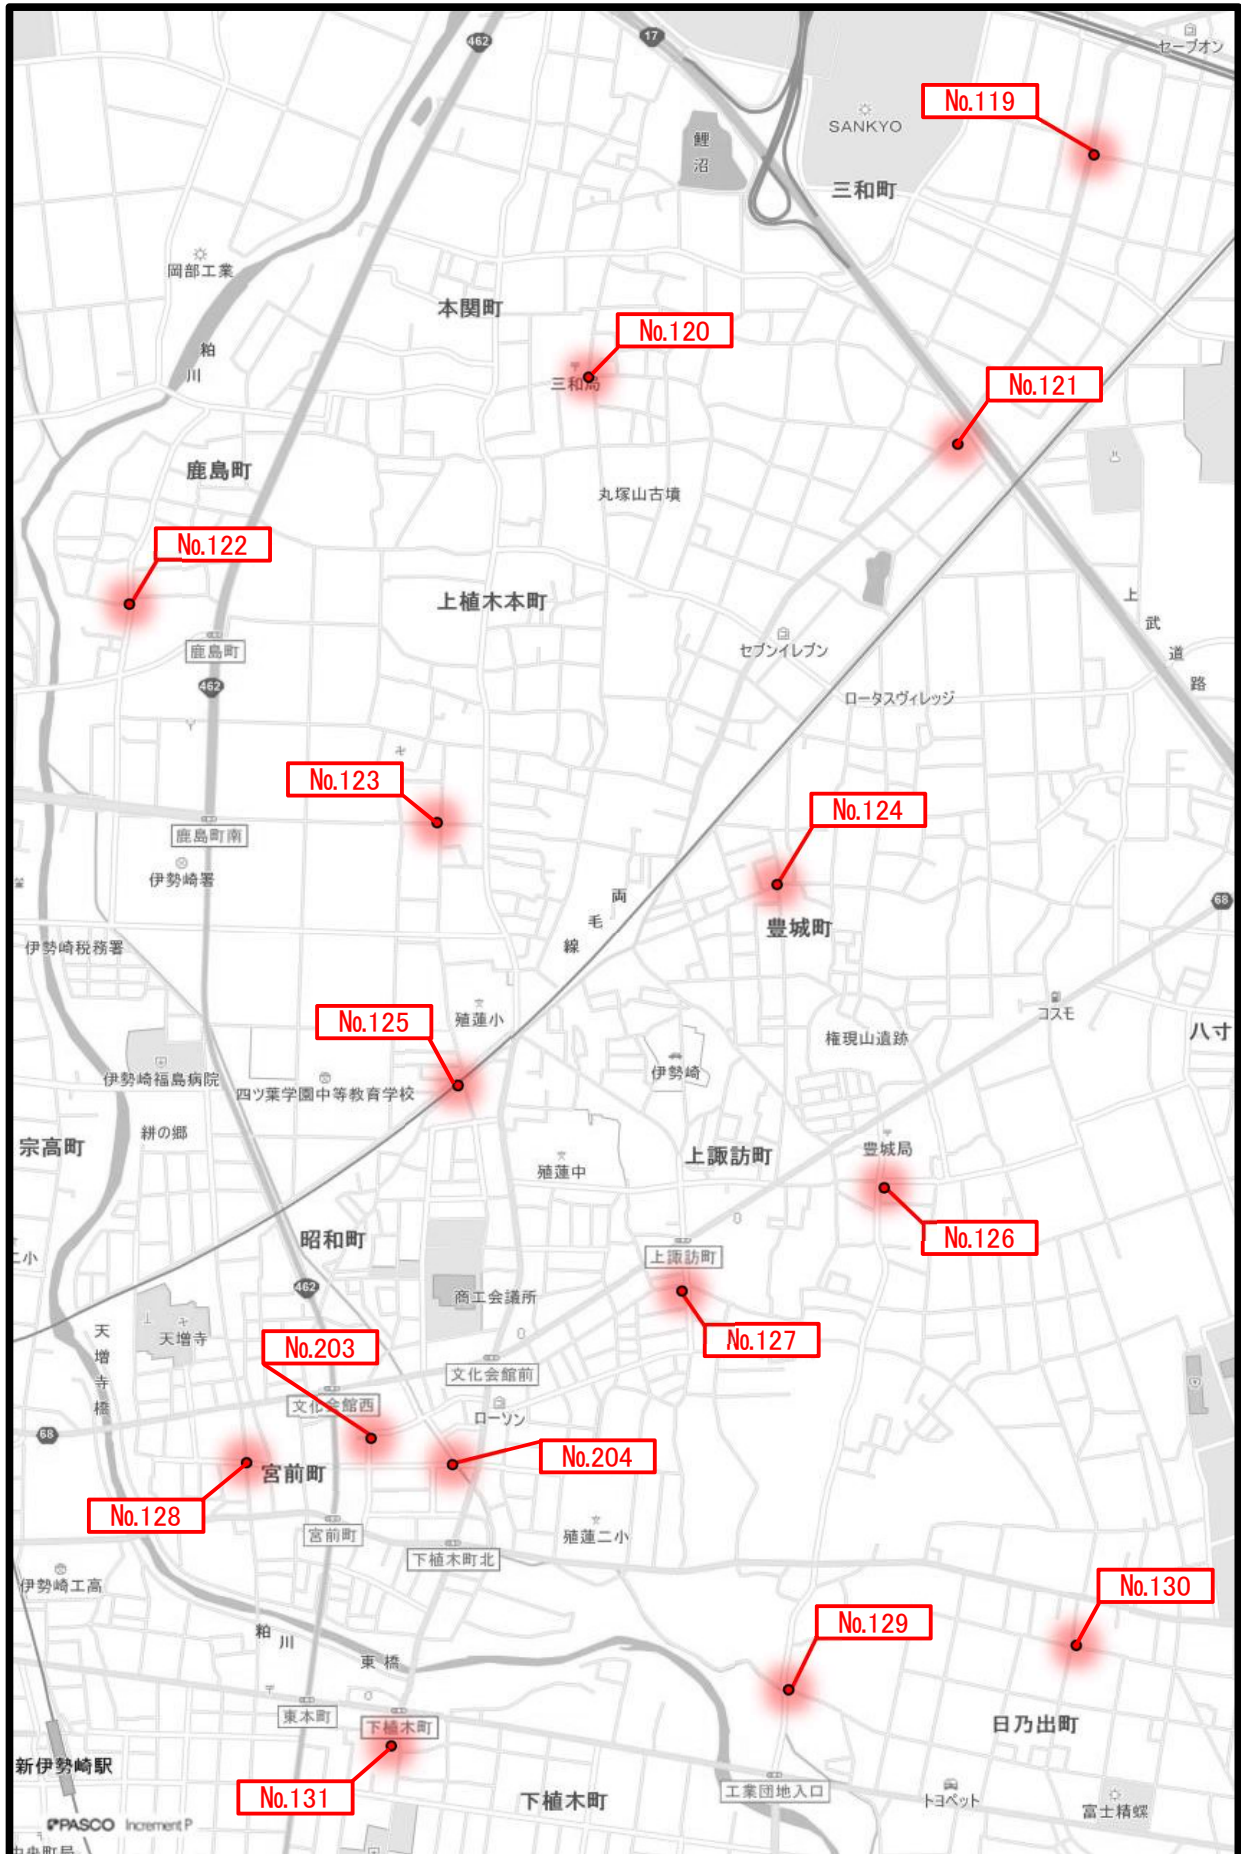 462
17
セーブオン
No.119
SANKYO
鯉沼
三和町
岡部工業
本関町
No.120
粕川
三和局
No.121
鹿島町
丸塚山古墳
No.122
上植木本町
上武道路
鹿島町
セブンイレブン
462
ロータスヴィレッジ
No.123
No.124
鹿島町南
伊勢崎署
両毛線
68
豊城町
伊勢崎税務署
殖蓮小
コスモ
No.125
権現山遺跡
八寸
伊勢崎
伊勢崎福島病院
四ツ葉学園中等教育学校
宗高町
絣の郷
豊城局
上諏訪町
殖蓮中
No.126
昭和町
二小
上諏訪町
462
商工会議所
天増寺
天増寺橋
No.127
No.203
文化会館前
文化会館西
ローソン
68
No.204
宮前町
No.128
宮前町
殖蓮二小
下植木町北
伊勢崎工高
No.130
粕川
No.129
東橋
東本町
下植木町
日乃出町
新伊勢崎駅
No.131
下植木町
工業団地入口
トヨペット
富士精螺
PASCO Increment P
中央町局